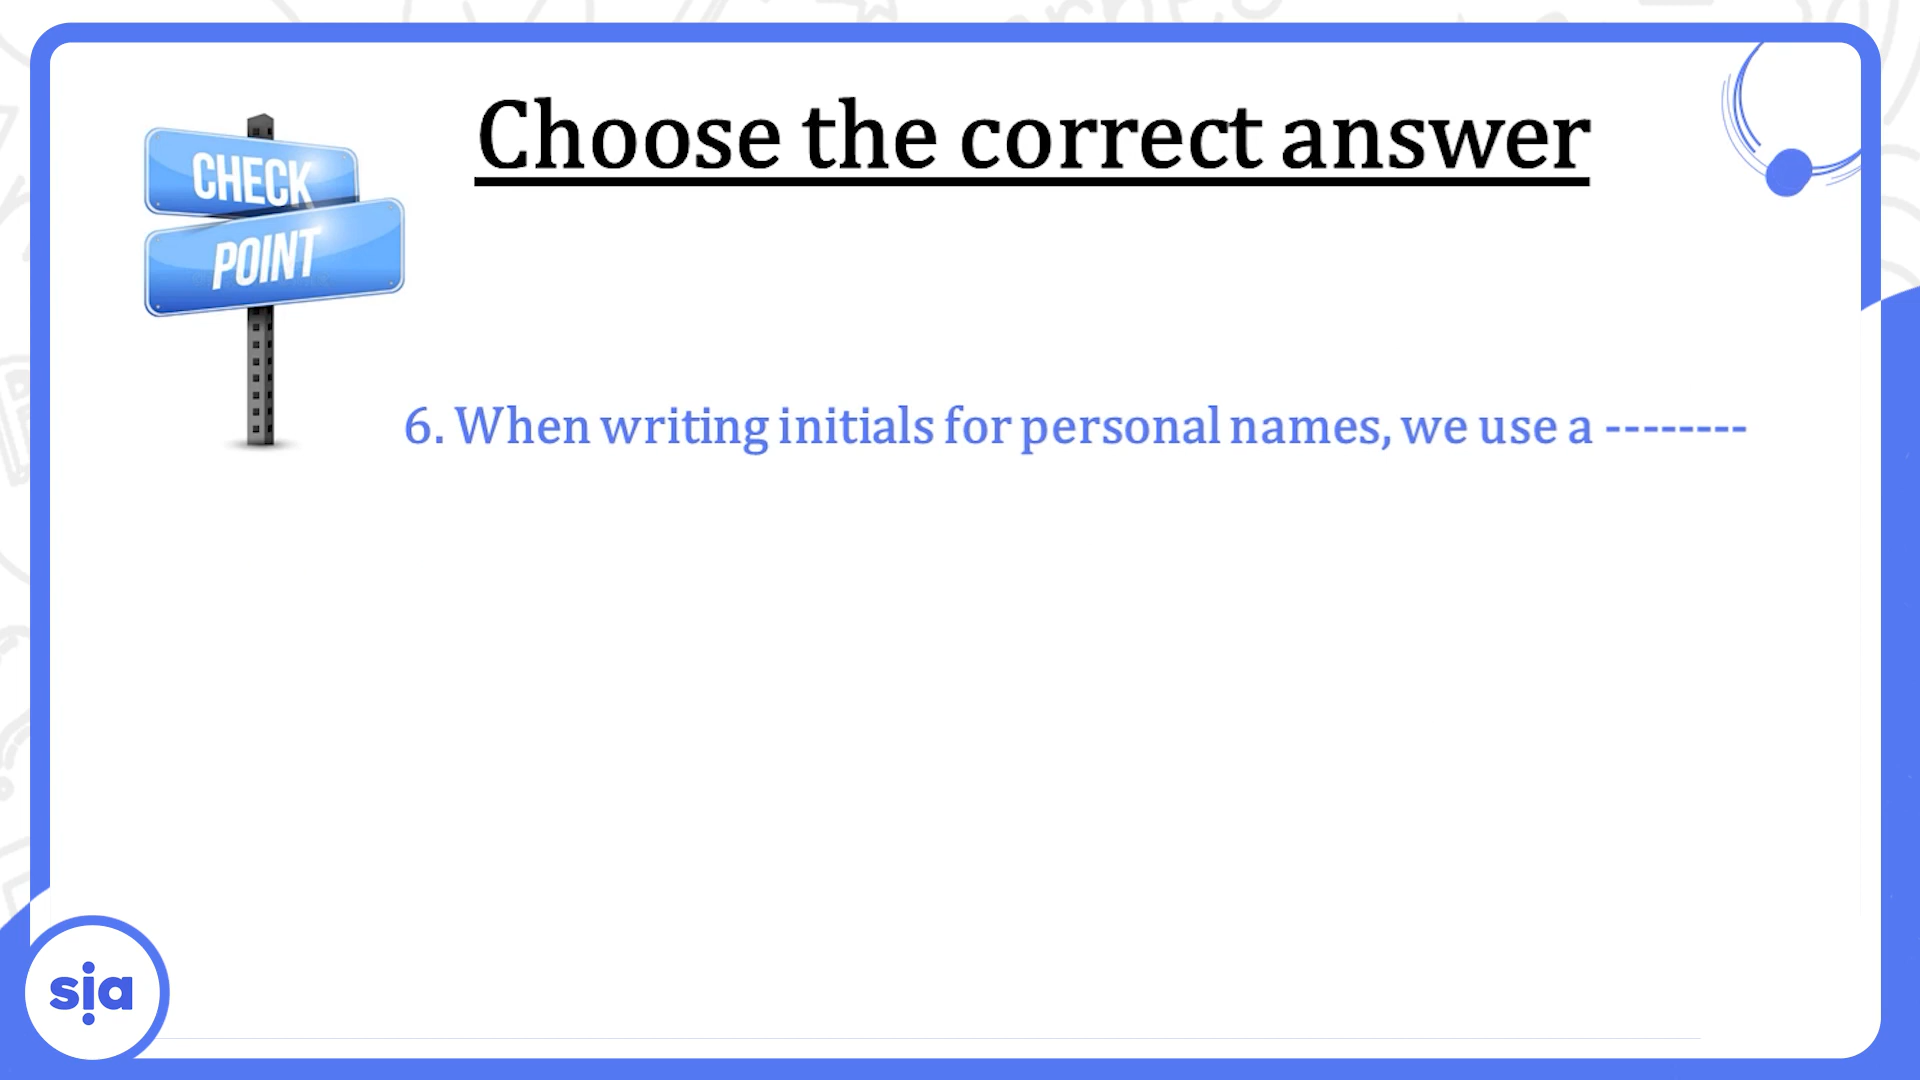 Choose the correct answer
CHECK
POINT
6. When writing initials for personal names, we use a --------
sia